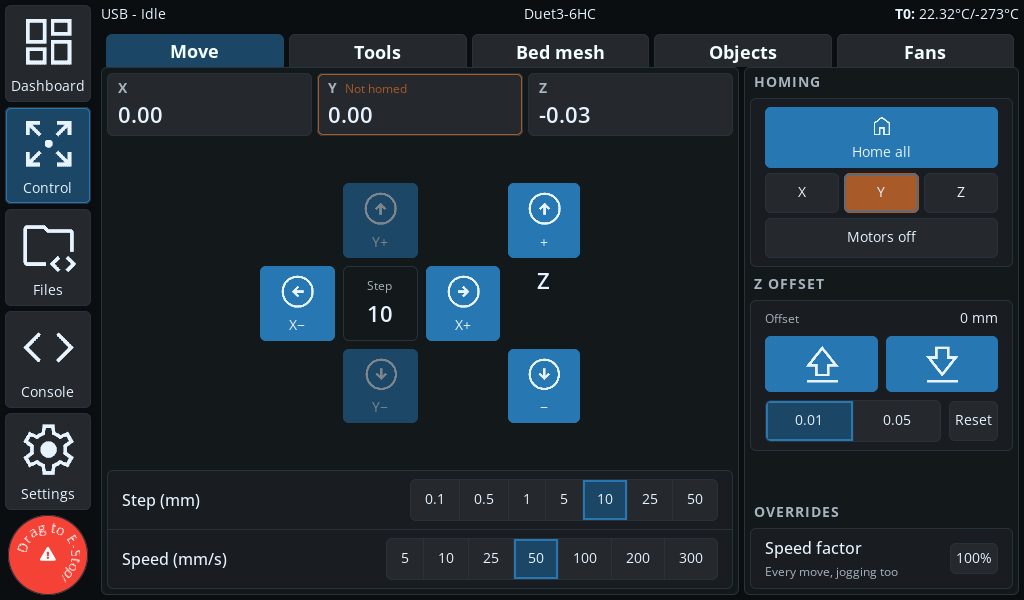 USB - Idle
Duet3-6HC
T0: 22.32°C/-273°C
Dashboard
Control
Files
Console
Settings
Drag to E-Stop!
Move
Tools
Bed mesh
Objects
Fans
X
0.00
Y Not homed
0.00
Z
-0.03
Y+
+
X−
Step
10
X+
Z
Y−
−
Step (mm)
0.1 0.5 1 5 10 25 50
Speed (mm/s)
5 10 25 50 100 200 300
HOMING
Home all
X Y Z
Motors off
Z OFFSET
Offset 0 mm
0.01 0.05 Reset
OVERRIDES
Speed factor
Every move, jogging too
100%